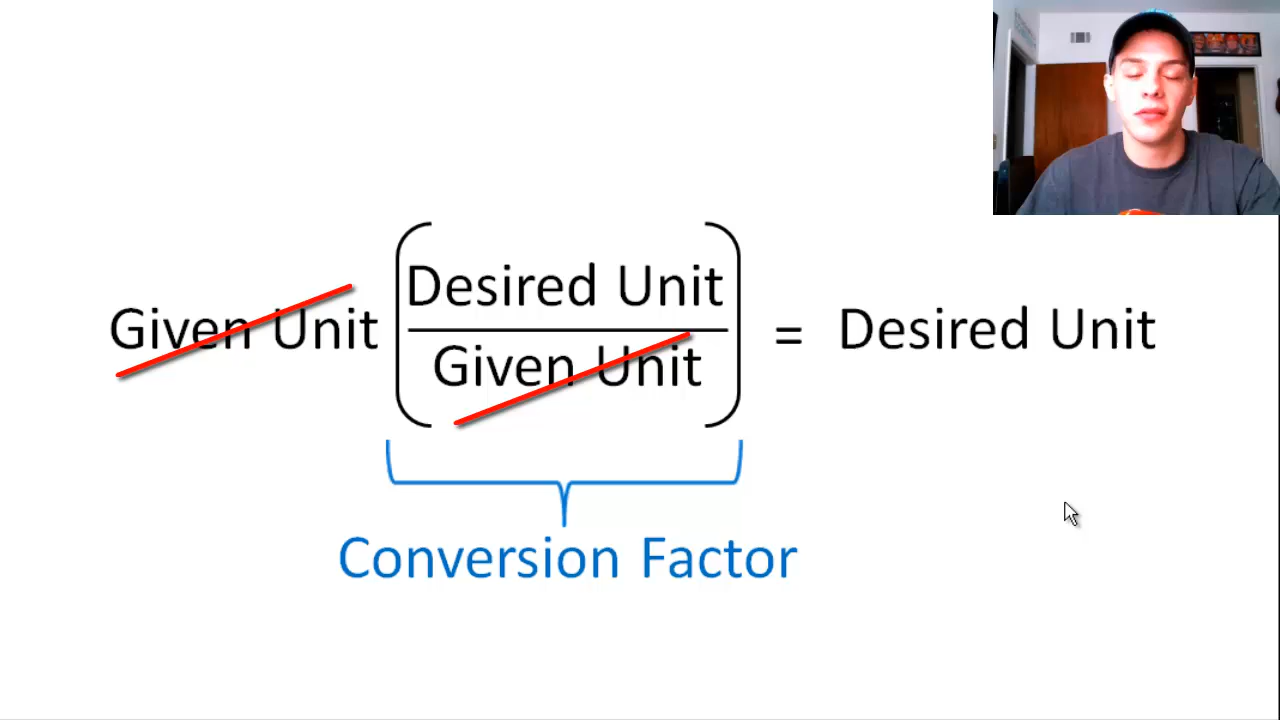 Desired Unit
Given Unit = Desired Unit
Given Unit
Conversion Factor